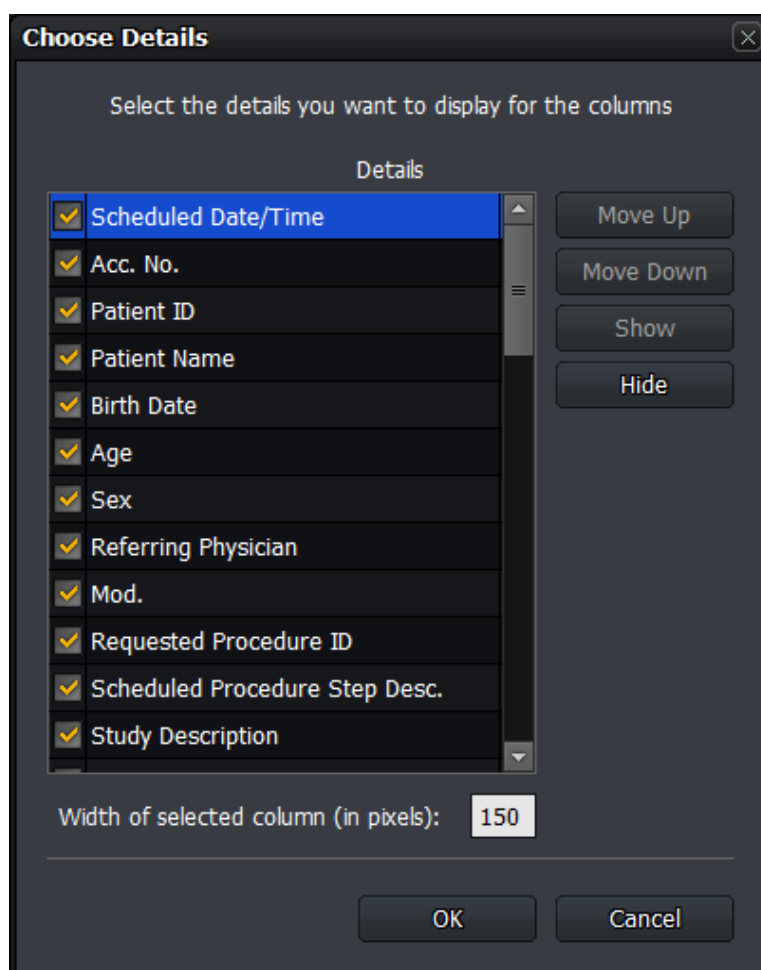 Choose Details
Select the details you want to display for the columns
Details
Scheduled Date/Time
Acc. No.
Patient ID
Patient Name
Birth Date
Age
Sex
Referring Physician
Mod.
Requested Procedure ID
Scheduled Procedure Step Desc.
Study Description
Move Up
Move Down
Show
Hide
Width of selected column (in pixels): 150
OK Cancel